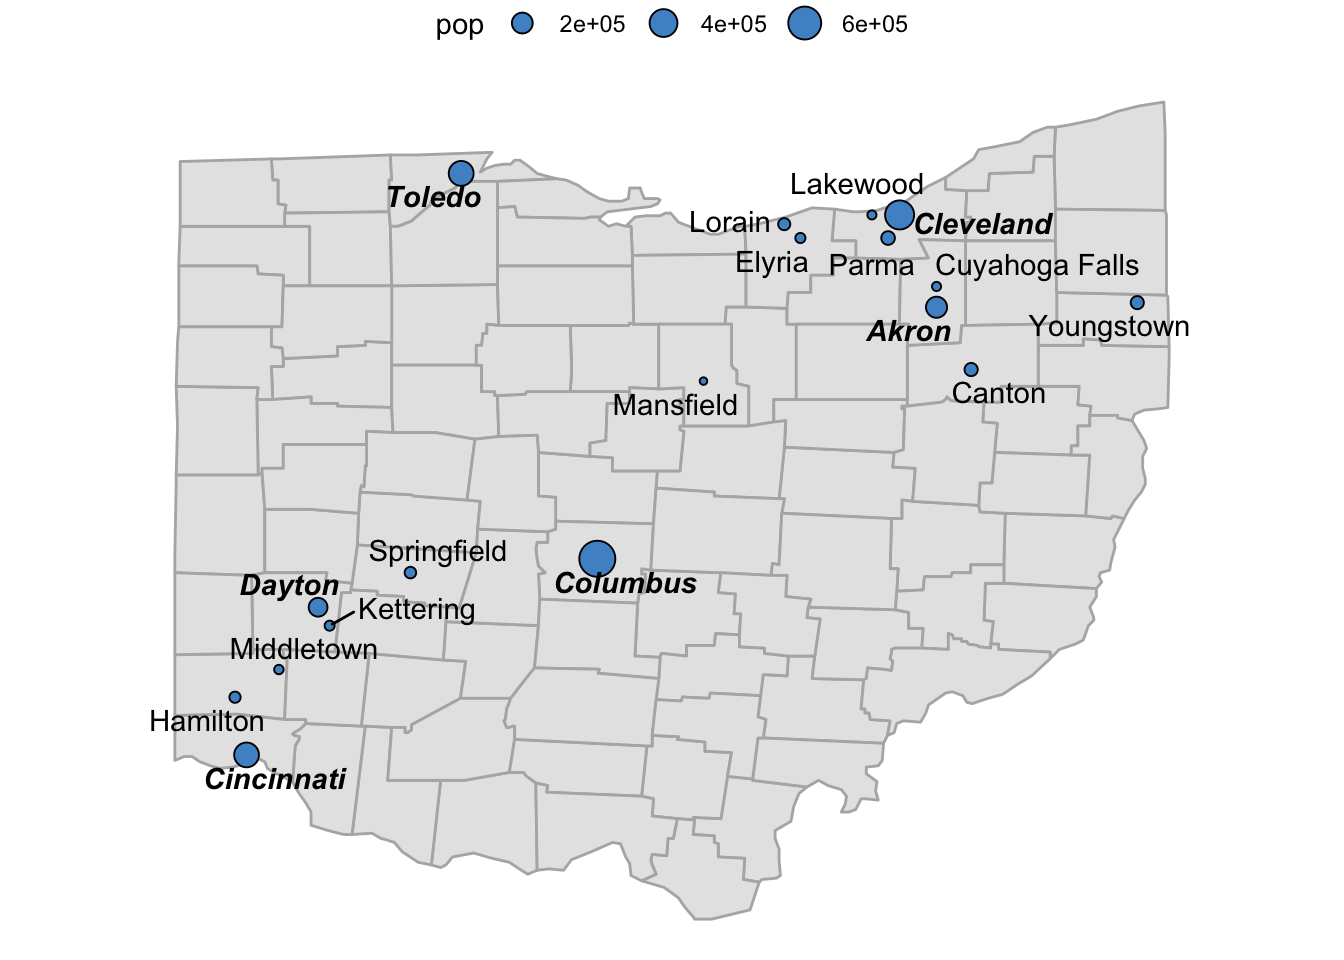 pop 2e+05 4e+05 6e+05
Lakewood
Toledo
Lorain
Cleveland
Elyria
Parma
Cuyahoga Falls
Akron
Youngstown
Canton
Mansfield
Springfield
Dayton
Columbus
Kettering
Middletown
Hamilton
Cincinnati